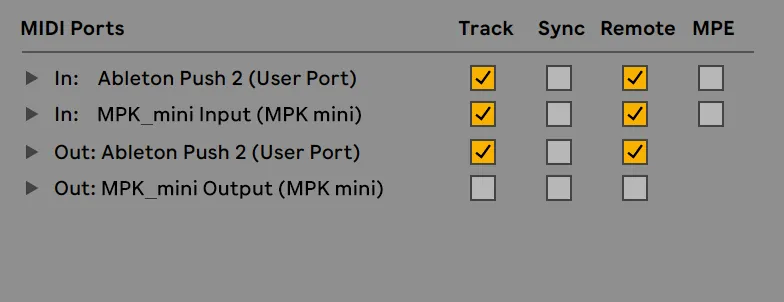 MIDI Ports Track Sync Remote MPE
In: Ableton Push 2 (User Port)
In: MPK_mini Input (MPK mini)
Out: Ableton Push 2 (User Port)
Out: MPK_mini Output (MPK mini)